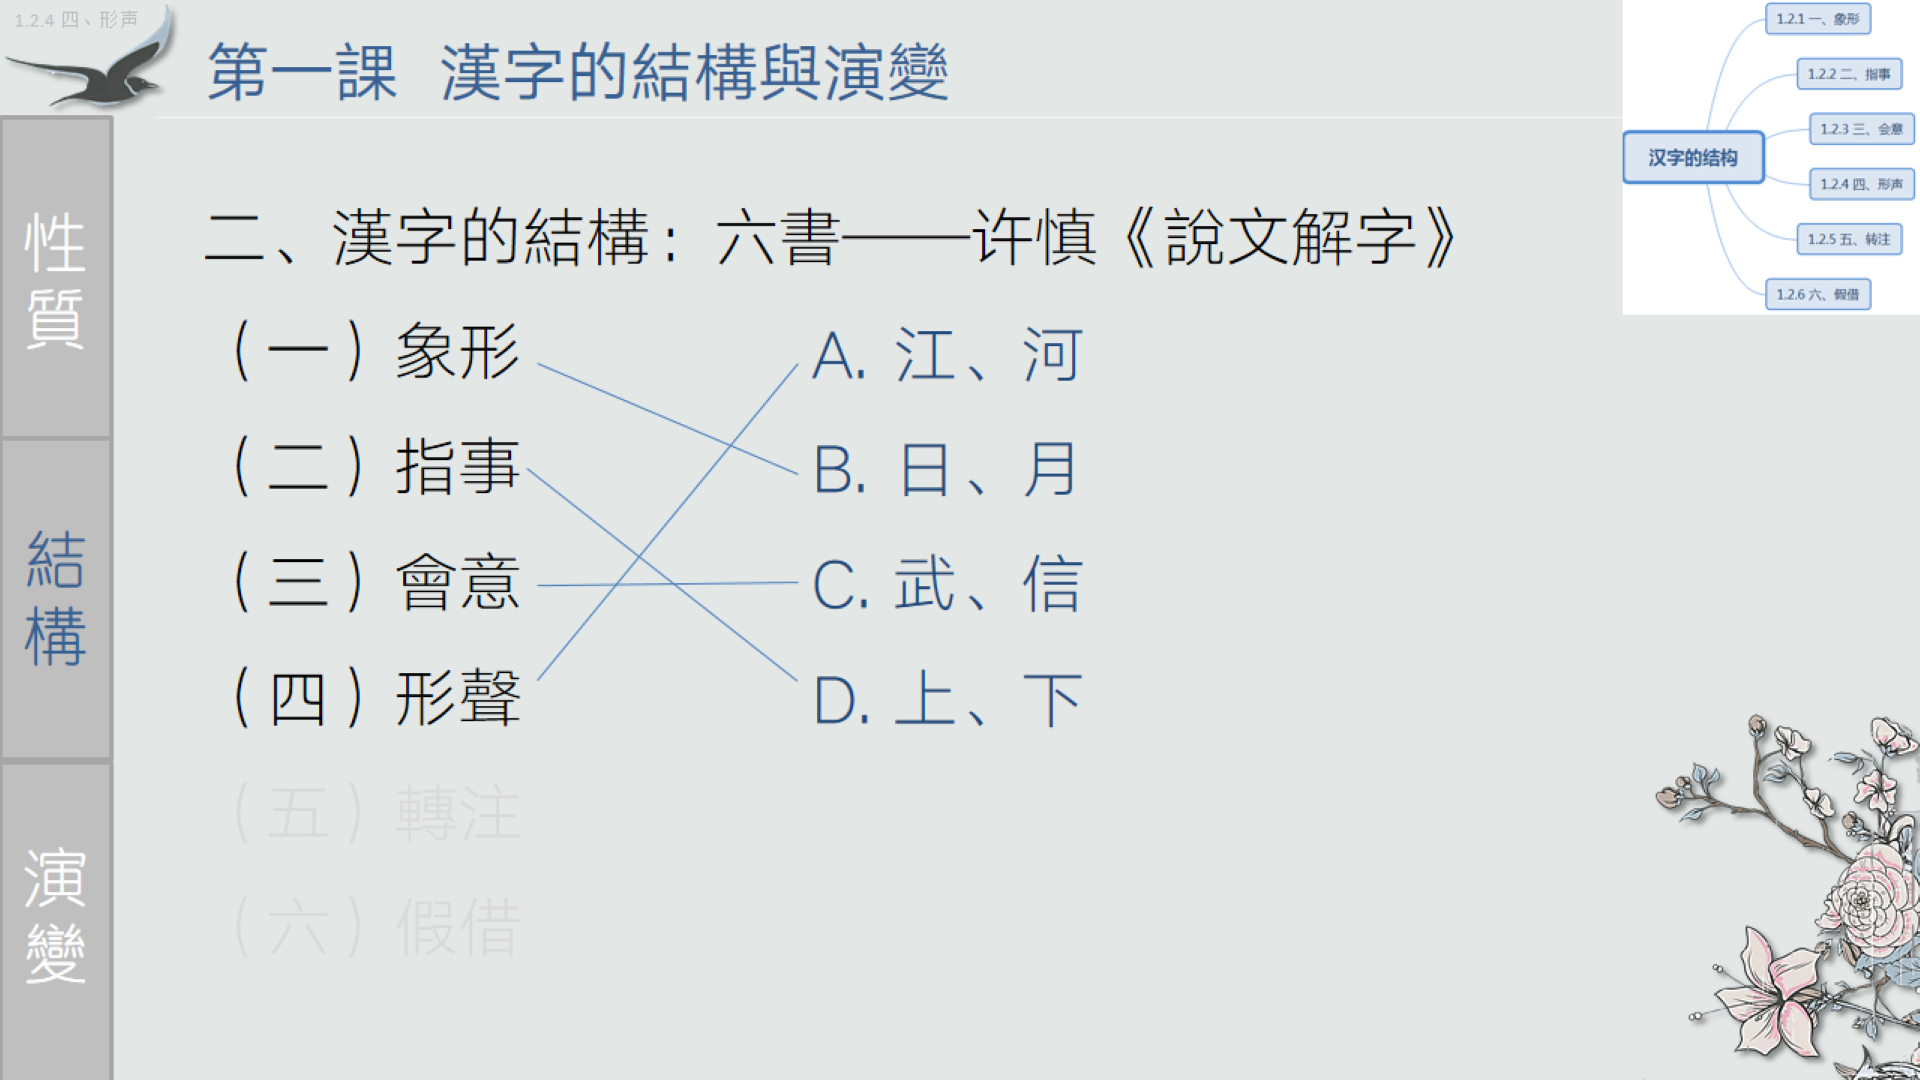 1.2.4 四、形声
第一課 漢字的結構與演變
性質
結構
演變
二、漢字的結構：六書——许慎《說文解字》
（一）象形
（二）指事
（三）會意
（四）形聲
（五）轉注
（六）假借
A. 江、河
B. 日、月
C. 武、信
D. 上、下
汉字的结构
1.2.1 一、象形
1.2.2 二、指事
1.2.3 三、会意
1.2.4 四、形声
1.2.5 五、转注
1.2.6 六、假借